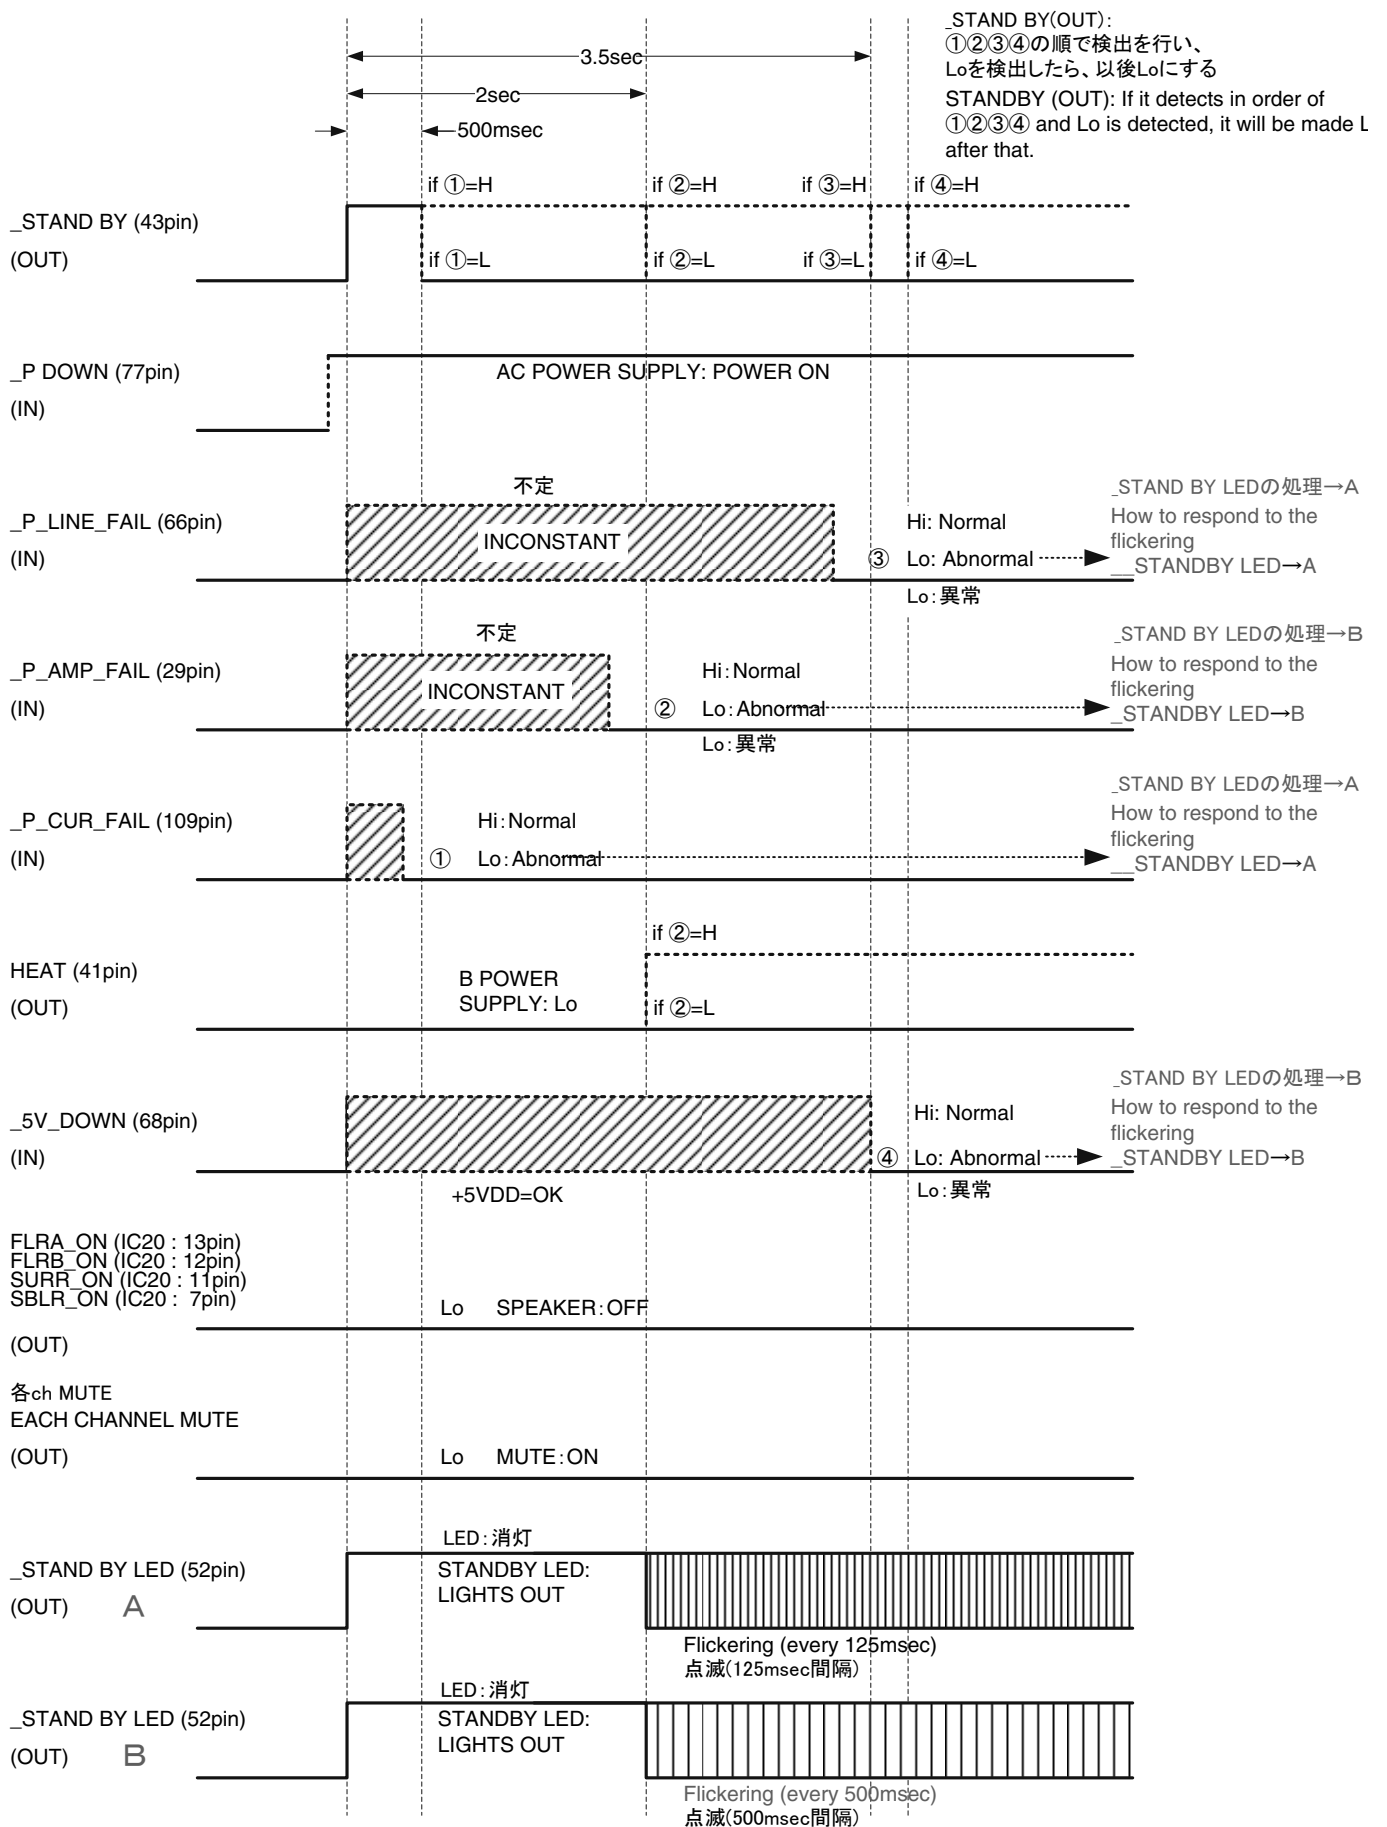 _STAND BY(OUT):
①②③④の順で検出を行い、
Loを検出したら、以後Loにする
STANDBY (OUT): If it detects in order of
①②③④ and Lo is detected, it will be made L
after that.
3.5sec
2sec
500msec
if ①=H
if ②=H
if ③=H
if ④=H
_STAND BY (43pin)
(OUT)
if ①=L
if ②=L
if ③=L
if ④=L
_P DOWN (77pin)
(IN)
AC POWER SUPPLY: POWER ON
不定
_P_LINE_FAIL (66pin)
(IN)
INCONSTANT
③
Hi: Normal
Lo: Abnormal
Lo:異常
_STAND BY LEDの処理→A
How to respond to the
flickering
__STANDBY LED→A
不定
_P_AMP_FAIL (29pin)
(IN)
INCONSTANT
②
Hi:Normal
Lo:Abnormal
Lo:異常
_STAND BY LEDの処理→B
How to respond to the
flickering
_STANDBY LED→B
_P_CUR_FAIL (109pin)
(IN)
①
Hi:Normal
Lo:Abnormal
_STAND BY LEDの処理→A
How to respond to the
flickering
__STANDBY LED→A
HEAT (41pin)
(OUT)
B POWER
SUPPLY: Lo
if ②=H
if ②=L
_5V_DOWN (68pin)
(IN)
+5VDD=OK
④
Hi: Normal
Lo: Abnormal
Lo:異常
_STAND BY LEDの処理→B
How to respond to the
flickering
_STANDBY LED→B
FLRA_ON (IC20 : 13pin)
FLRB_ON (IC20 : 12pin)
SURR_ON (IC20 : 11pin)
SBLR_ON (IC20 : 7pin)
(OUT)
Lo SPEAKER:OFF
各ch MUTE
EACH CHANNEL MUTE
(OUT)
Lo MUTE:ON
LED:消灯
_STAND BY LED (52pin)
(OUT) A
STANDBY LED:
LIGHTS OUT
Flickering (every 125msec)
点滅(125msec間隔)
LED:消灯
_STAND BY LED (52pin)
(OUT) B
STANDBY LED:
LIGHTS OUT
Flickering (every 500msec)
点滅(500msec間隔)